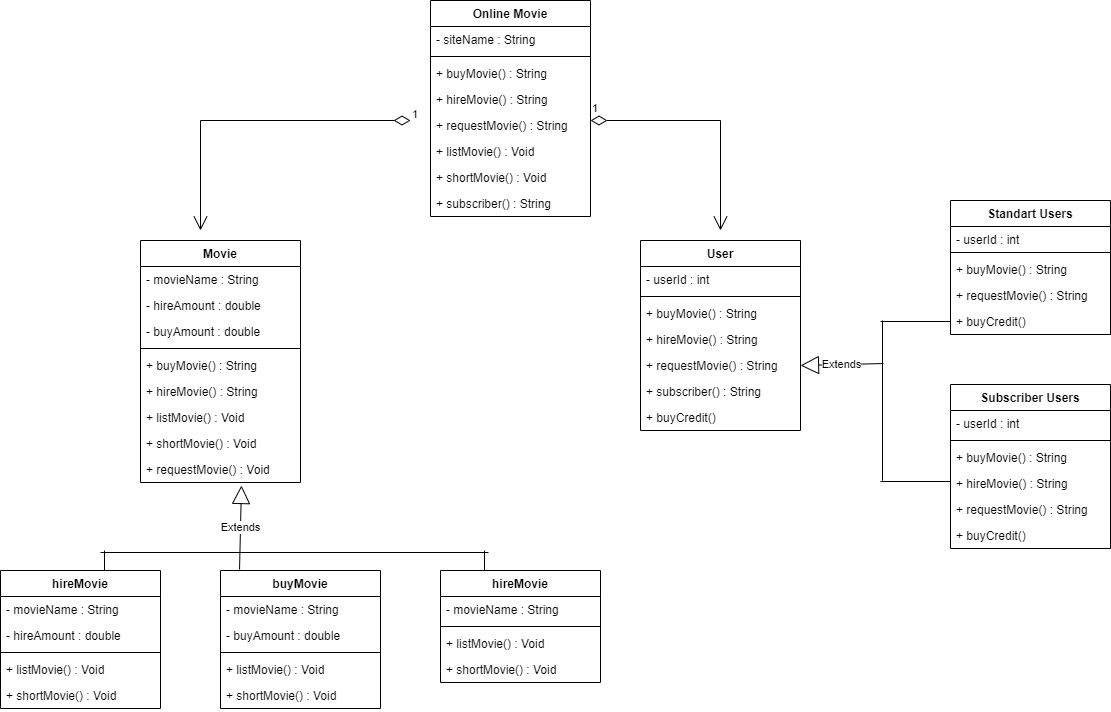 Online Movie
- siteName : String
+ buyMovie() : String
+ hireMovie() : String
+ requestMovie() : String
+ listMovie() : Void
+ shortMovie() : Void
+ subscriber() : String
1
1
Movie
- movieName : String
- hireAmount : double
- buyAmount : double
+ buyMovie() : String
+ hireMovie() : String
+ listMovie() : Void
+ shortMovie() : Void
+ requestMovie() : Void
User
- userId : int
+ buyMovie() : String
+ hireMovie() : String
+ requestMovie() : String
+ subscriber() : String
+ buyCredit()
Extends
Standart Users
- userId : int
+ buyMovie() : String
+ requestMovie() : String
+ buyCredit()
Subscriber Users
- userId : int
+ buyMovie() : String
+ hireMovie() : String
+ requestMovie() : String
+ buyCredit()
Extends
hireMovie
- movieName : String
- hireAmount : double
+ listMovie() : Void
+ shortMovie() : Void
buyMovie
- movieName : String
- buyAmount : double
+ listMovie() : Void
+ shortMovie() : Void
hireMovie
- movieName : String
+ listMovie() : Void
+ shortMovie() : Void